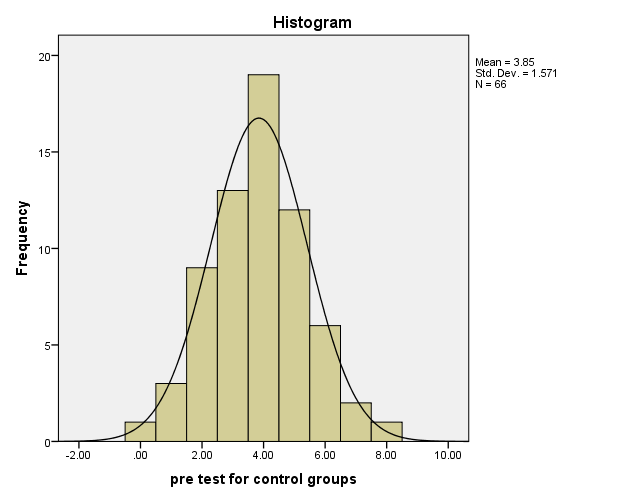 Histogram
Mean = 3.85
Std. Dev. = 1.571
N = 66
Frequency
20
15
10
5
0
-2.00 .00 2.00 4.00 6.00 8.00 10.00
pre test for control groups